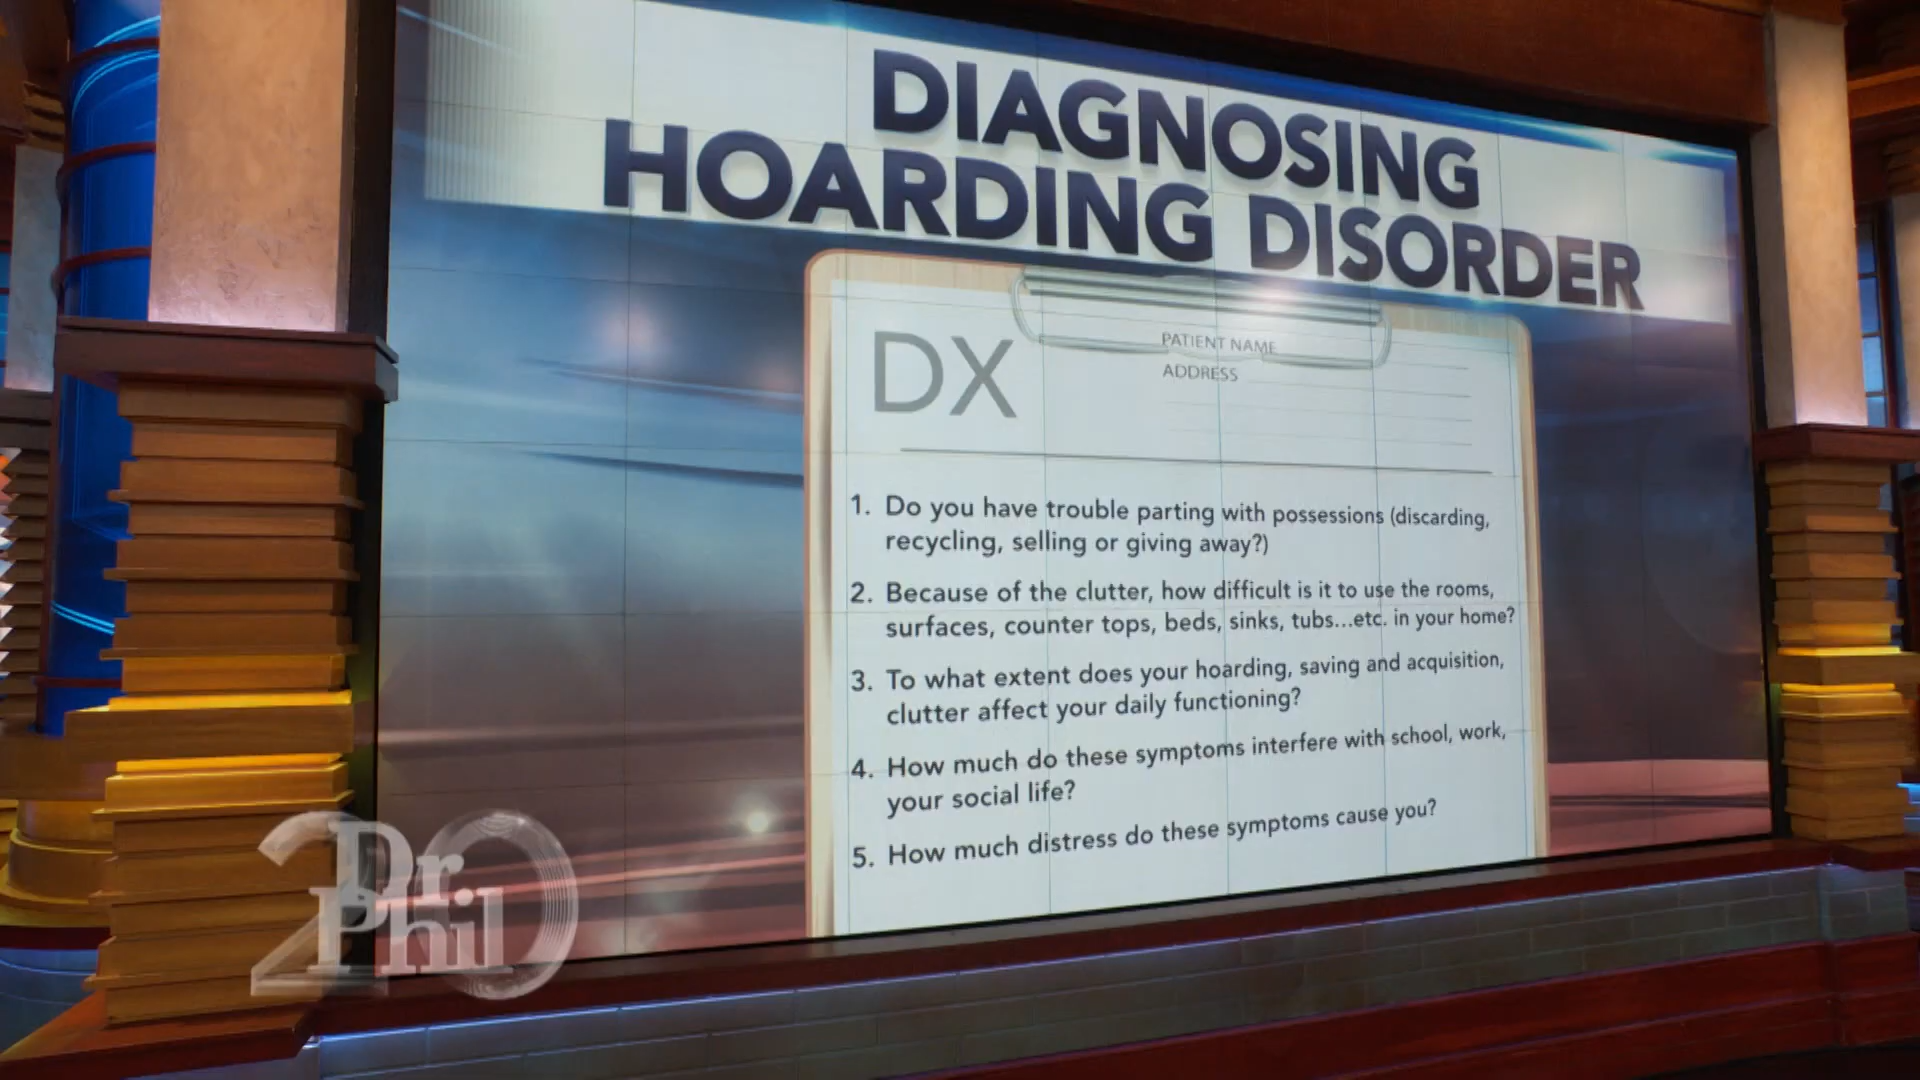 DIAGNOSING
HOARDING DISORDER
DX
PATIENT NAME
ADDRESS
1. Do you have trouble parting with possessions (discarding,
recycling, selling or giving away?)
2. Because of the clutter, how difficult is it to use the rooms,
surfaces, counter tops, beds, sinks, tubs...etc. in your home?
3. To what extent does your hoarding, saving and acquisition,
clutter affect your daily functioning?
4. How much do these symptoms interfere with school, work,
your social life?
5. How much distress do these symptoms cause you?
20
Dr.
Phil